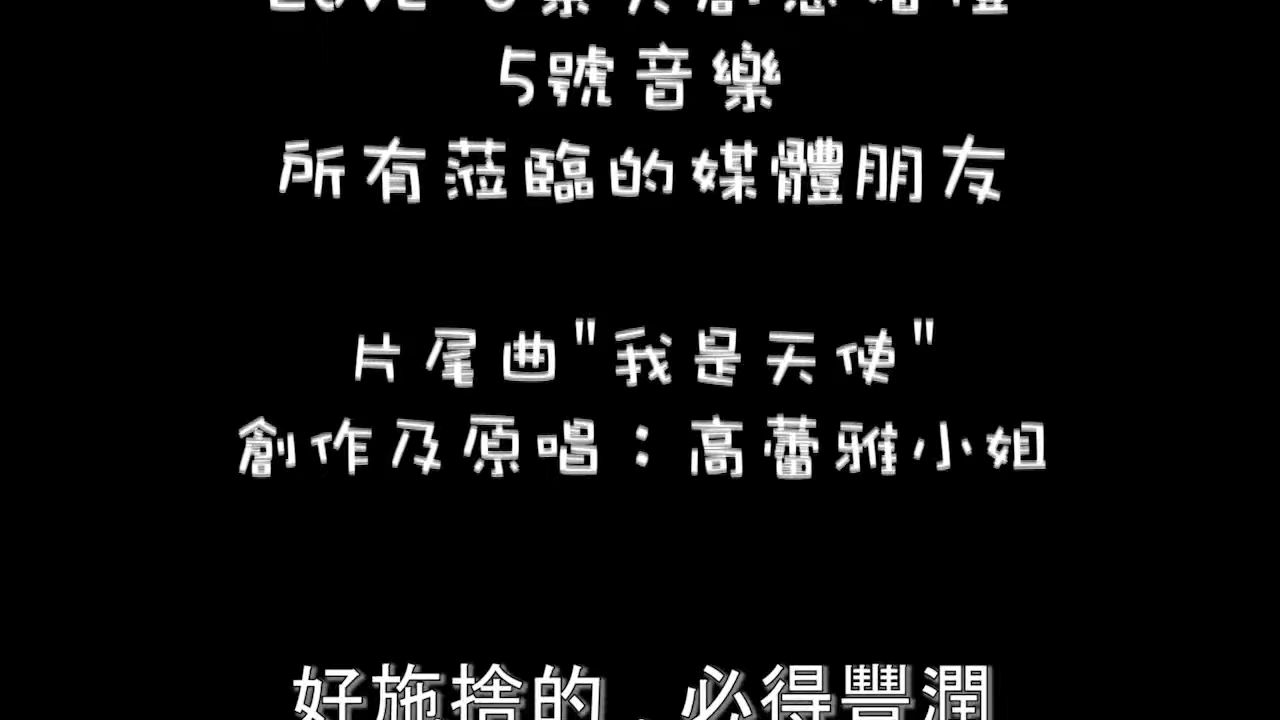 5號音樂
所有蒞臨的媒體朋友
片尾曲"我是天使"
創作及原唱：高蕾雅小姐
好施捨的，必得豐潤